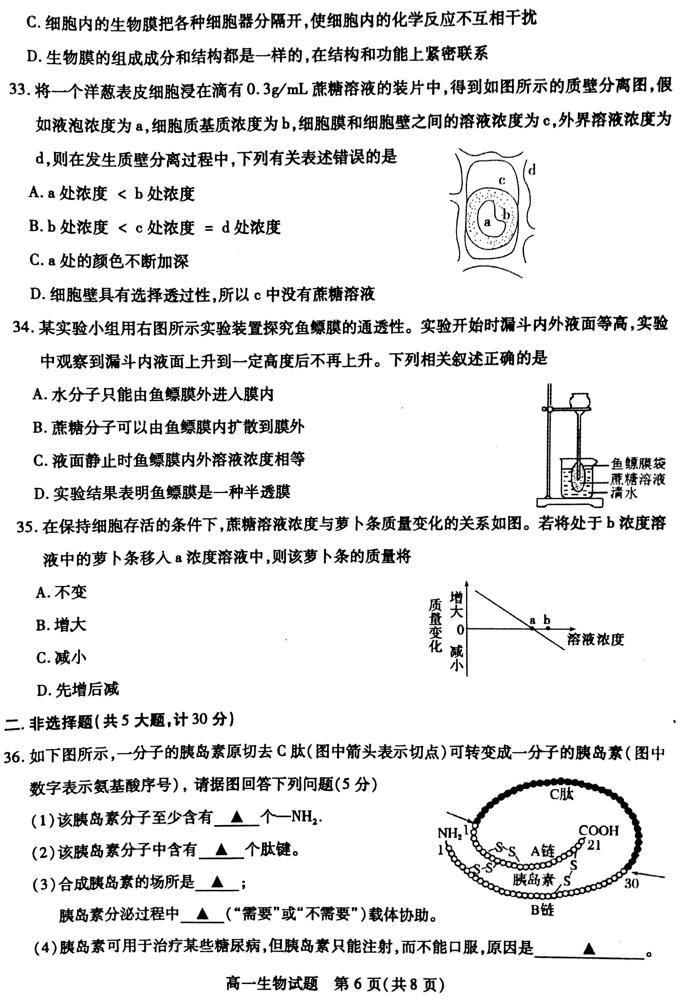 C. 细胞内的生物膜把各种细胞器分隔开,使细胞内的化学反应不互相干扰
D. 生物膜的组成成分和结构都是一样的,在结构和功能上紧密联系
33. 将一个洋葱表皮细胞浸在滴有 0.3g/mL 蔗糖溶液的装片中,得到如图所示的质壁分离图,假
如液泡浓度为 a,细胞质基质浓度为 b,细胞膜和细胞壁之间的溶液浓度为 c,外界溶液浓度为
d,则在发生质壁分离过程中,下列有关表述错误的是
A. a 处浓度 < b 处浓度
B. b 处浓度 < c 处浓度 = d 处浓度
C. a 处的颜色不断加深
D. 细胞壁具有选择透过性,所以 c 中没有蔗糖溶液
d
c
b
a
34. 某实验小组用右图所示实验装置探究鱼鳔膜的通透性。实验开始时漏斗内外液面等高,实验
中观察到漏斗内液面上升到一定高度后不再上升。下列相关叙述正确的是
A. 水分子只能由鱼鳔膜外进入膜内
B. 蔗糖分子可以由鱼鳔膜内扩散到膜外
C. 液面静止时鱼鳔膜内外溶液浓度相等
D. 实验结果表明鱼鳔膜是一种半透膜
鱼鳔膜袋
蔗糖溶液
清水
35. 在保持细胞存活的条件下,蔗糖溶液浓度与萝卜条质量变化的关系如图。若将处于 b 浓度溶
液中的萝卜条移入 a 浓度溶液中,则该萝卜条的质量将
A. 不变
B. 增大
C. 减小
D. 先增后减
质量变化
增大
0
减小
a b
溶液浓度
二. 非选择题(共 5 大题,计 30 分)
36. 如下图所示,一分子的胰岛素原切去 C 肽(图中箭头表示切点)可转变成一分子的胰岛素(图中
数字表示氨基酸序号),请据图回答下列问题(5 分)
(1)该胰岛素分子至少含有 ▲ 个—NH₂.
(2)该胰岛素分子中含有 ▲ 个肽键。
(3)合成胰岛素的场所是 ▲ ;
胰岛素分泌过程中 ▲ (“需要”或“不需要”)载体协助。
(4)胰岛素可用于治疗某些糖尿病,但胰岛素只能注射,而不能口服,原因是 ▲ 。
C肽
NH₂ 1
COOH
1
S S
A链
21
S-S
S
胰岛素
S
30
B链
高一生物试题 第 6 页(共 8 页)